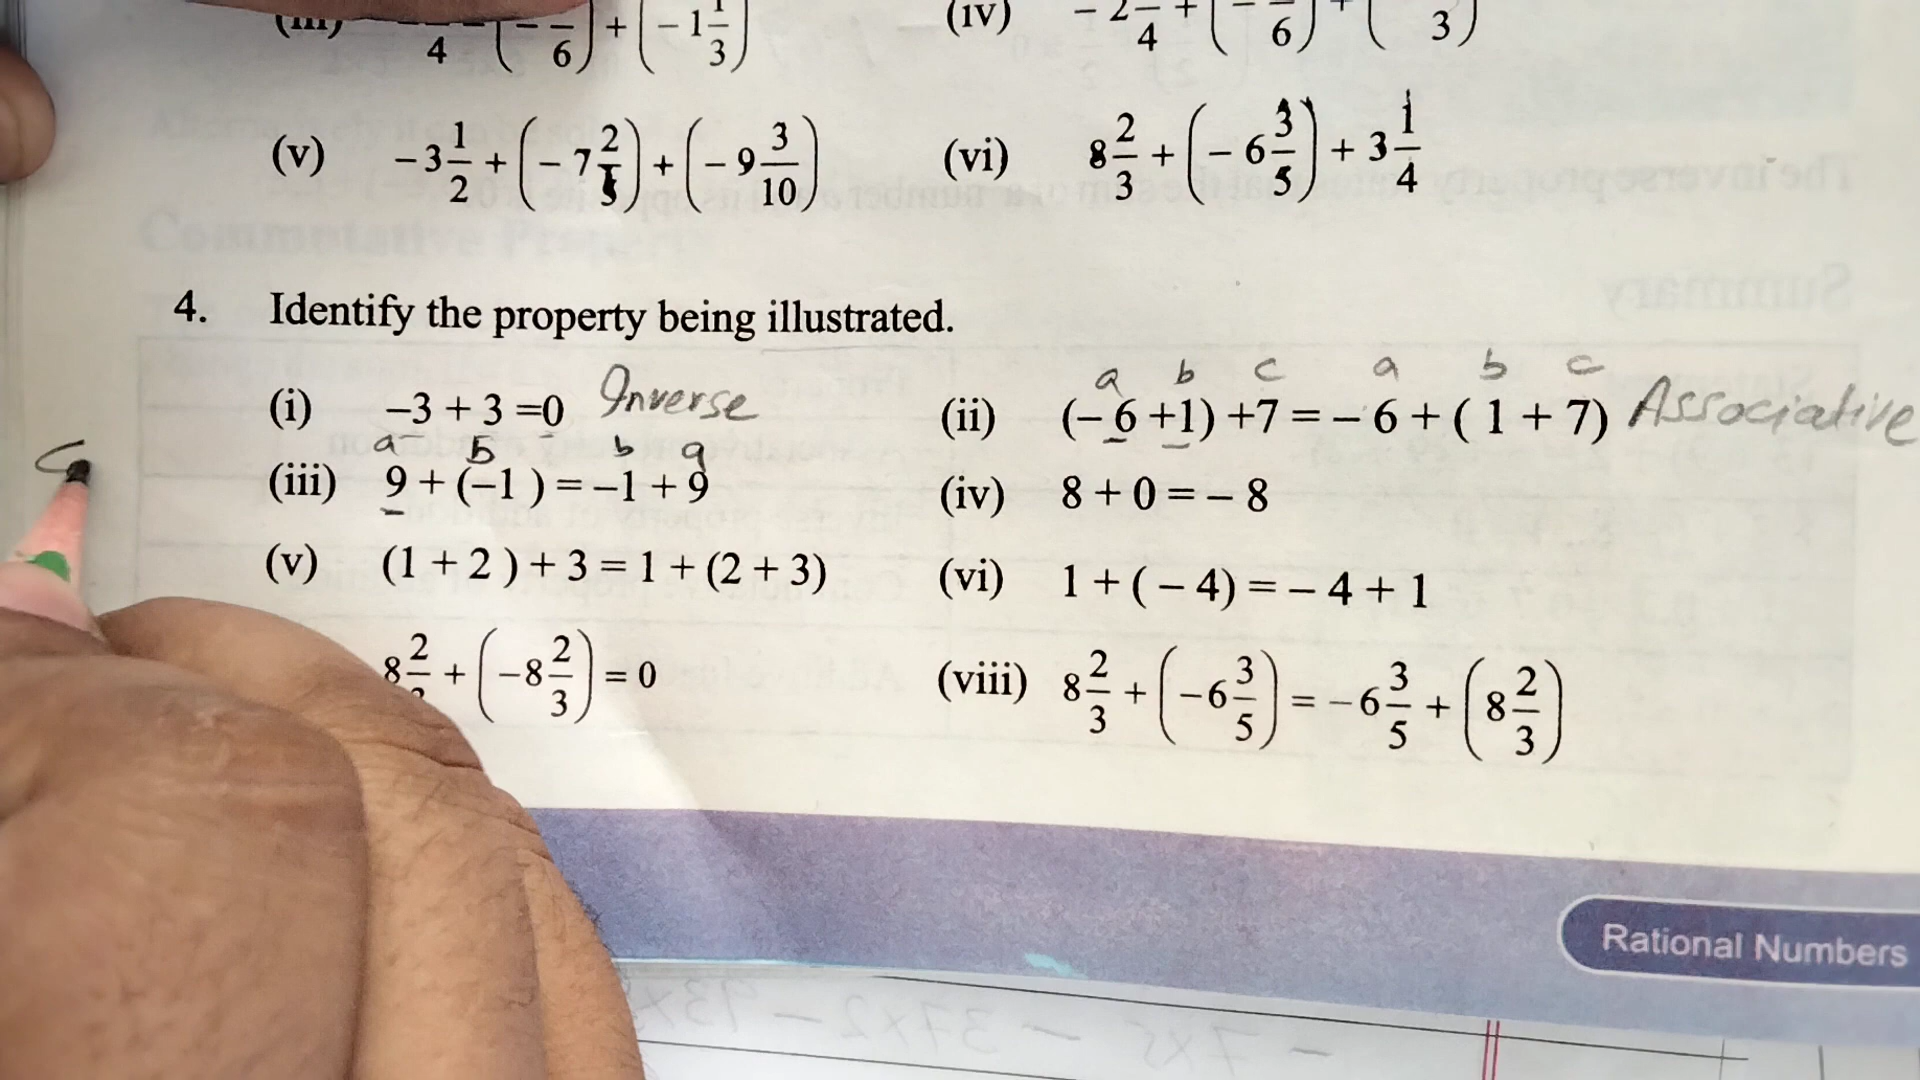 (iv)
(v) −3 1/2 + (− 7 2/5) + (− 9 3/10) (vi) 8 2/3 + (− 6 3/5) + 3 1/4
4. Identify the property being illustrated.
a b c a b c
(i) −3 + 3 =0 Inverse (ii) (− 6 +1) +7 = − 6 + ( 1 + 7) Associative
a b b a
(iii) 9 + (−1 ) = −1 + 9 (iv) 8 + 0 = − 8
(v) (1 + 2 ) + 3 = 1 + (2 + 3) (vi) 1 + ( − 4) = − 4 + 1
8 2/3 + (−8 2/3) = 0 (viii) 8 2/3 + (−6 3/5) = −6 3/5 + (8 2/3)
Rational Numbers